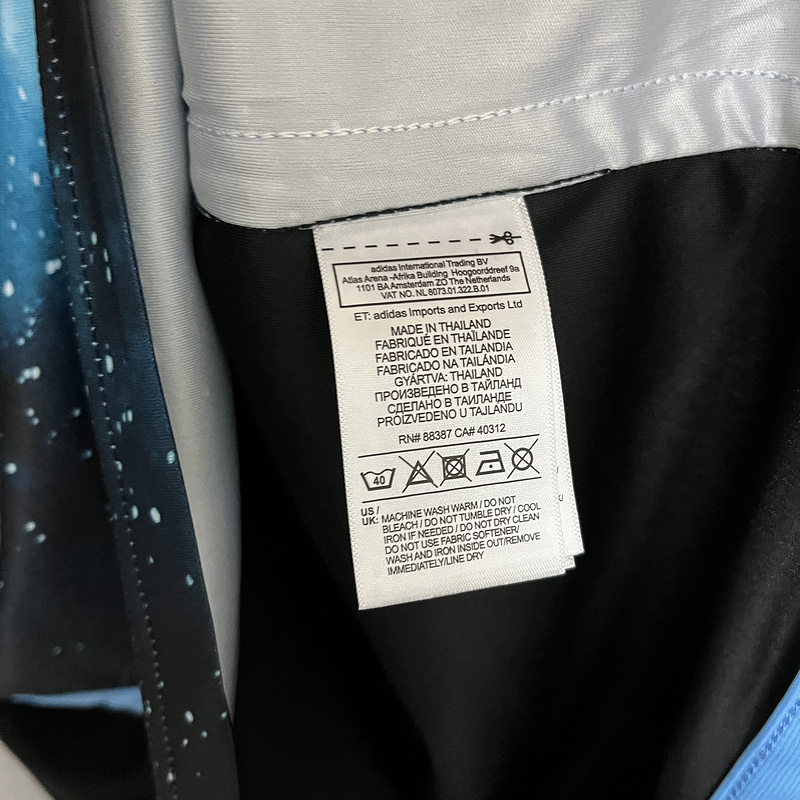 adidas International Trading BV
Atlas Arena -Afrika Building Hoogoorddreef 9a
1101 BA Amsterdam ZO The Netherlands
VAT NO. NL 8073.01.322.B.01
ET: adidas Imports and Exports Ltd
MADE IN THAILAND
FABRIQUÉ EN THAÏLANDE
FABRICADO EN TAILANDIA
FABRICADO NA TAILÂNDIA
GYÁRTVA: THAILAND
ПРОИЗВЕДЕНО В ТАЙЛАНД
СДЕЛАНО В ТАИЛАНДЕ
PROIZVEDENO U TAJLANDU
RN# 88387 CA# 40312
40
US /
UK: MACHINE WASH WARM / DO NOT
BLEACH / DO NOT TUMBLE DRY / COOL
IRON IF NEEDED / DO NOT DRY CLEAN
DO NOT USE FABRIC SOFTENER/
WASH AND IRON INSIDE OUT/REMOVE
IMMEDIATELY/LINE DRY